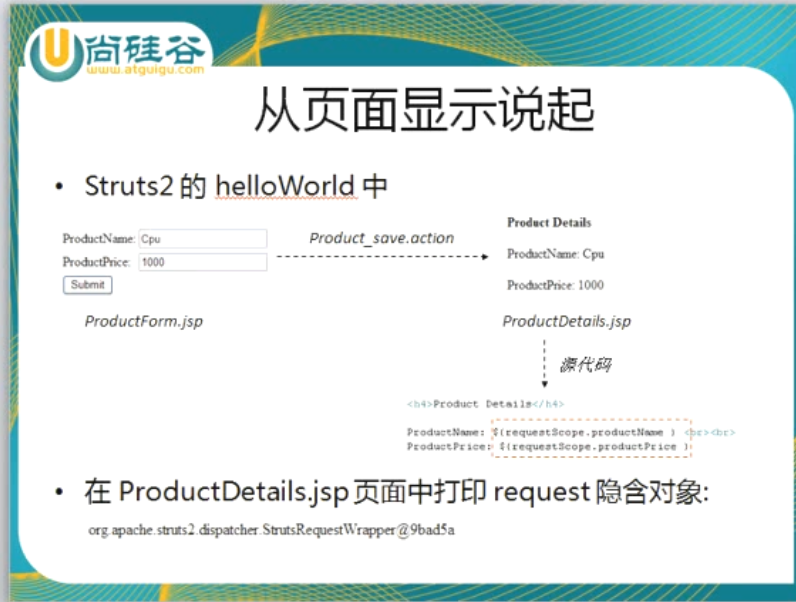 尚硅谷
www.atguigu.com
从页面显示说起
• Struts2 的 helloWorld 中
ProductName: Cpu
ProductPrice: 1000
Submit
ProductForm.jsp
Product_save.action
Product Details
ProductName: Cpu
ProductPrice: 1000
ProductDetails.jsp
源代码
<h4>Product Details</h4>
ProductName: ${requestScope.productName } <br><br>
ProductPrice: ${requestScope.productPrice }
• 在 ProductDetails.jsp 页面中打印 request 隐含对象:
org.apache.struts2.dispatcher.StrutsRequestWrapper@9bad5a